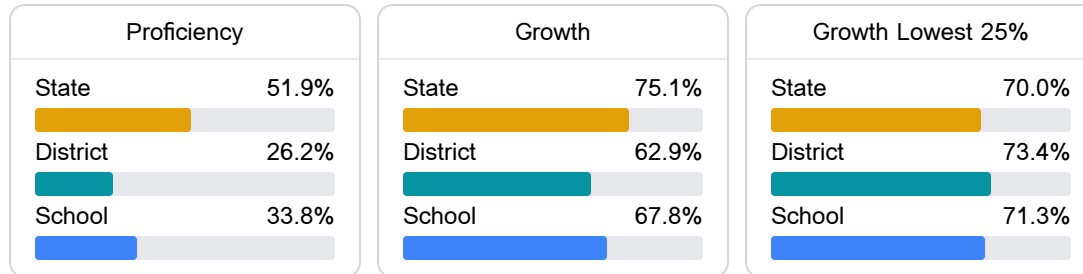 Proficiency
State 51.9%
District 26.2%
School 33.8%
Growth
State 75.1%
District 62.9%
School 67.8%
Growth Lowest 25%
State 70.0%
District 73.4%
School 71.3%